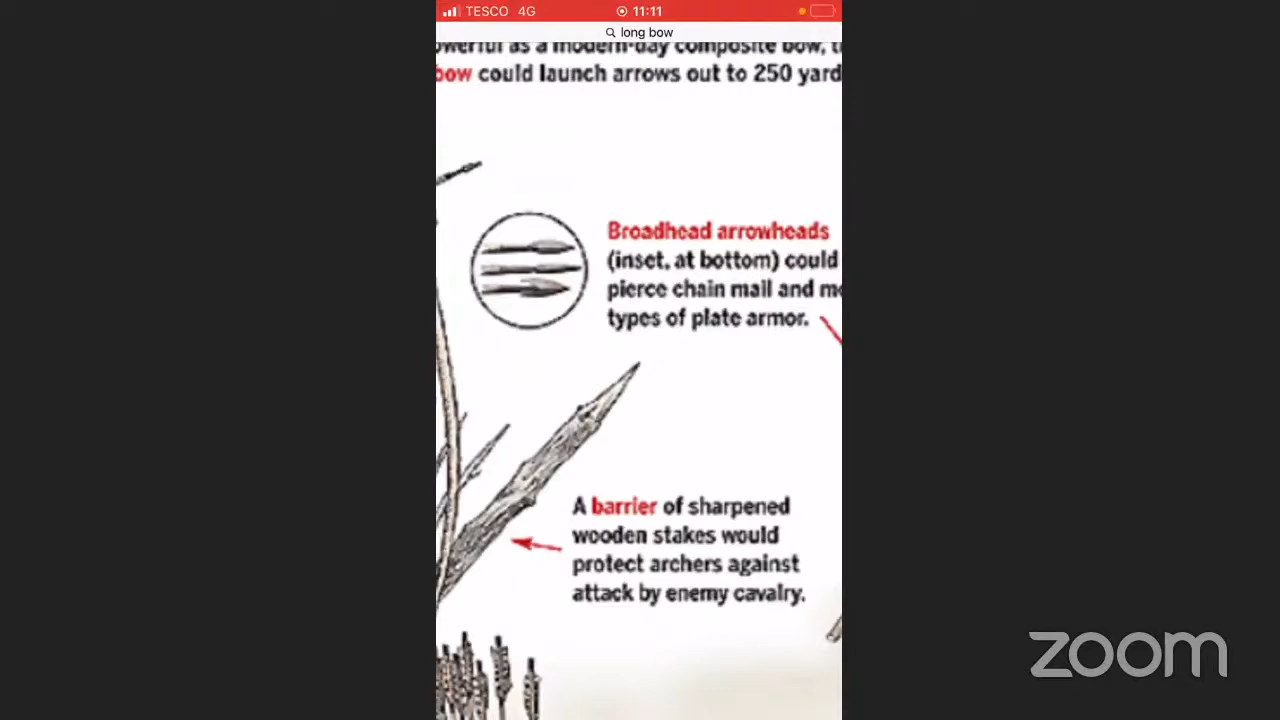 TESCO 4G
11:11
long bow
as a modern-day composite bow,
bow could launch arrows out to 250
Broadhead arrowheads
(inset, at bottom) could
pierce chain mail and
types of plate armor.
A barrier of sharpened
wooden stakes would
protect archers against
attack by enemy cavalry.
zoom